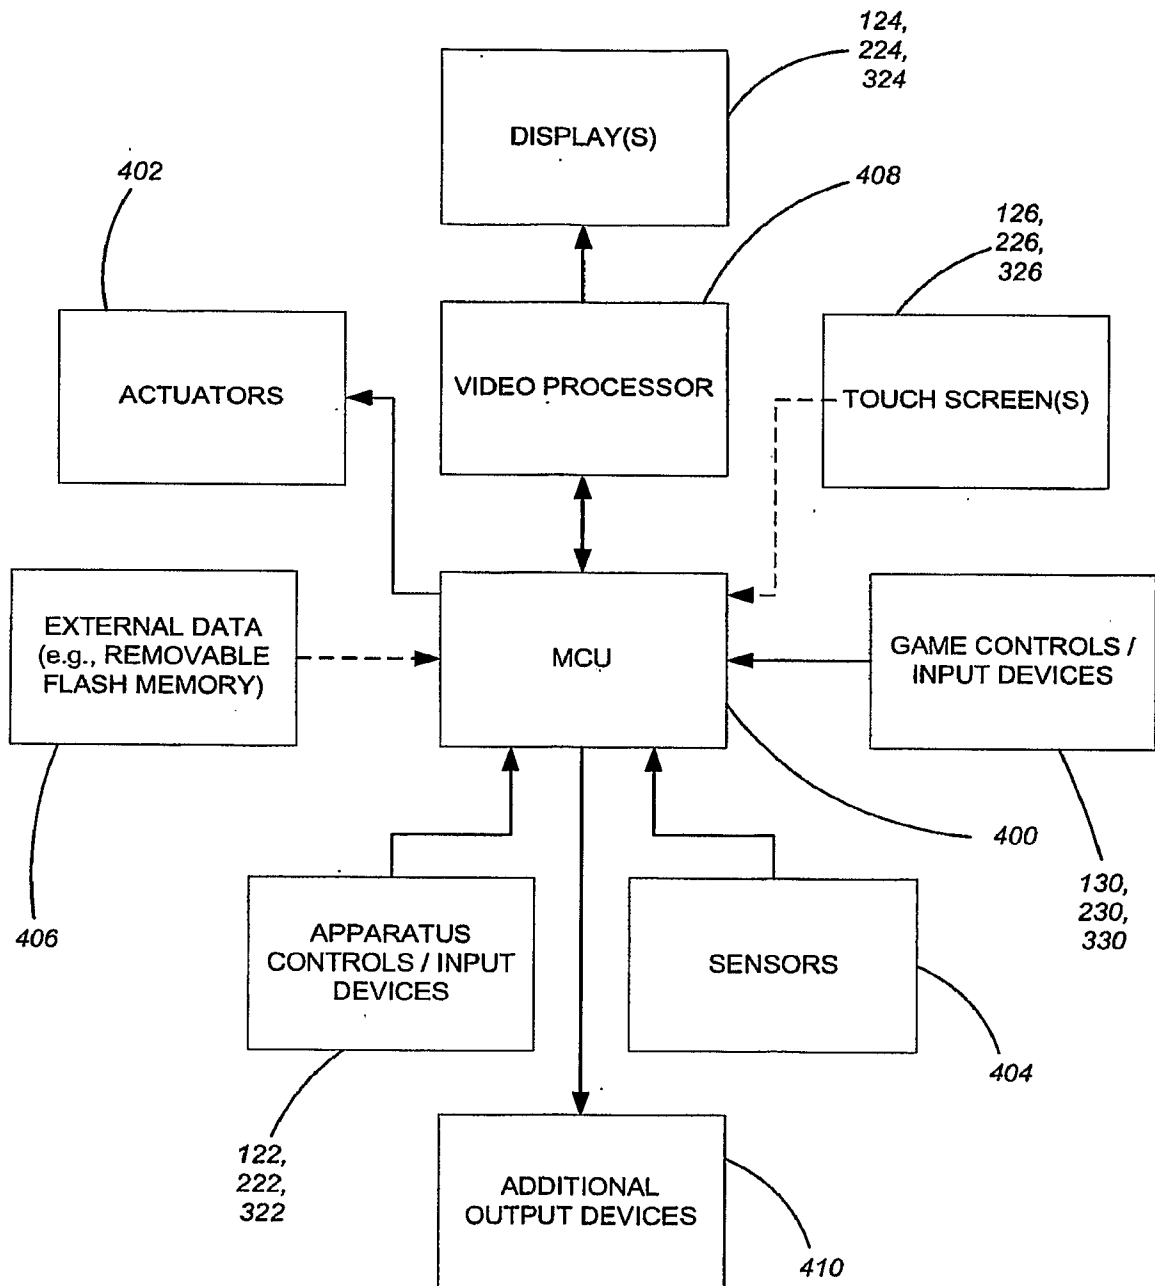 124,
224,
324
DISPLAY(S)
402
408
126,
226,
326
ACTUATORS
VIDEO PROCESSOR
TOUCH SCREEN(S)
EXTERNAL DATA
(e.g., REMOVABLE
FLASH MEMORY)
MCU
GAME CONTROLS /
INPUT DEVICES
400
406
130,
230,
330
APPARATUS
CONTROLS / INPUT
DEVICES
SENSORS
404
122,
222,
322
ADDITIONAL
OUTPUT DEVICES
410